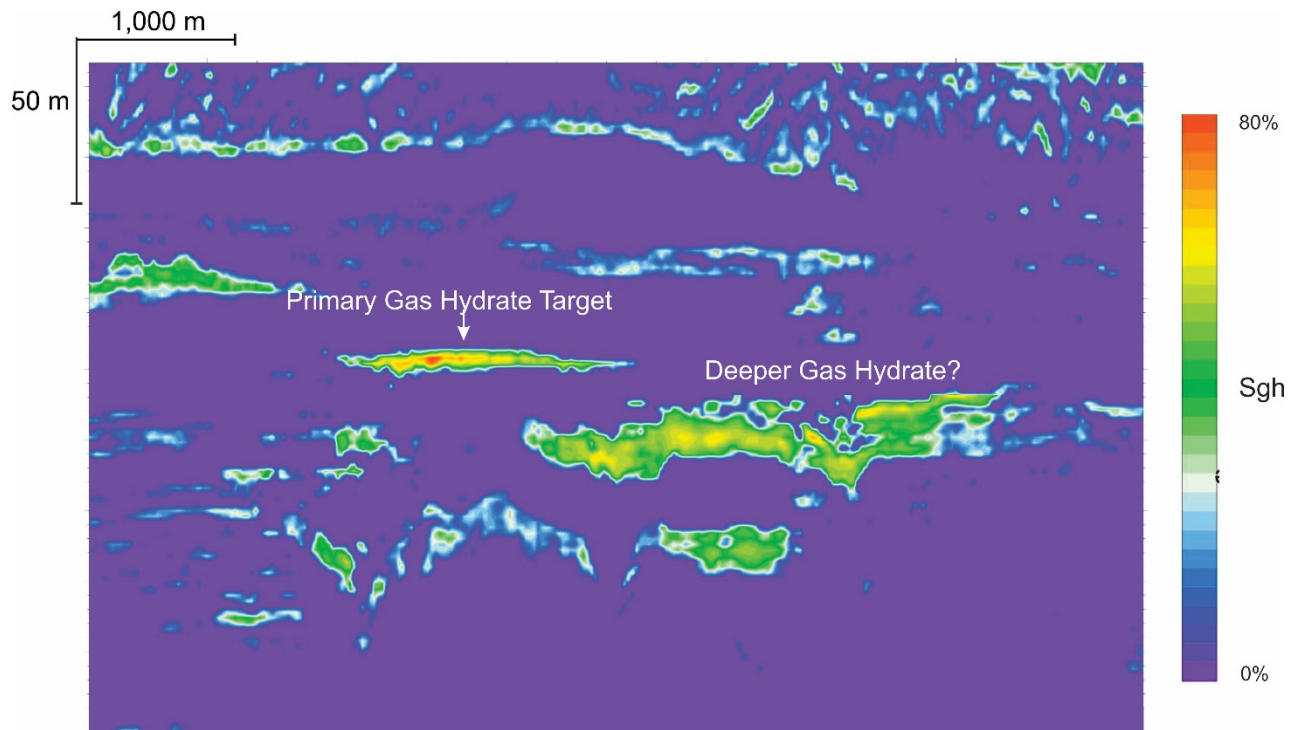 1,000 m
50 m
80%
Primary Gas Hydrate Target
Deeper Gas Hydrate?
Sgh
0%